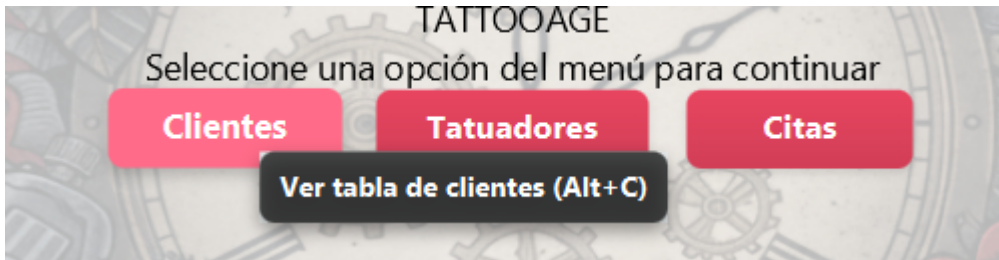 TATTOOAGE
Seleccione una opción del menú para continuar
Clientes
Tatuadores
Citas
Ver tabla de clientes (Alt+C)